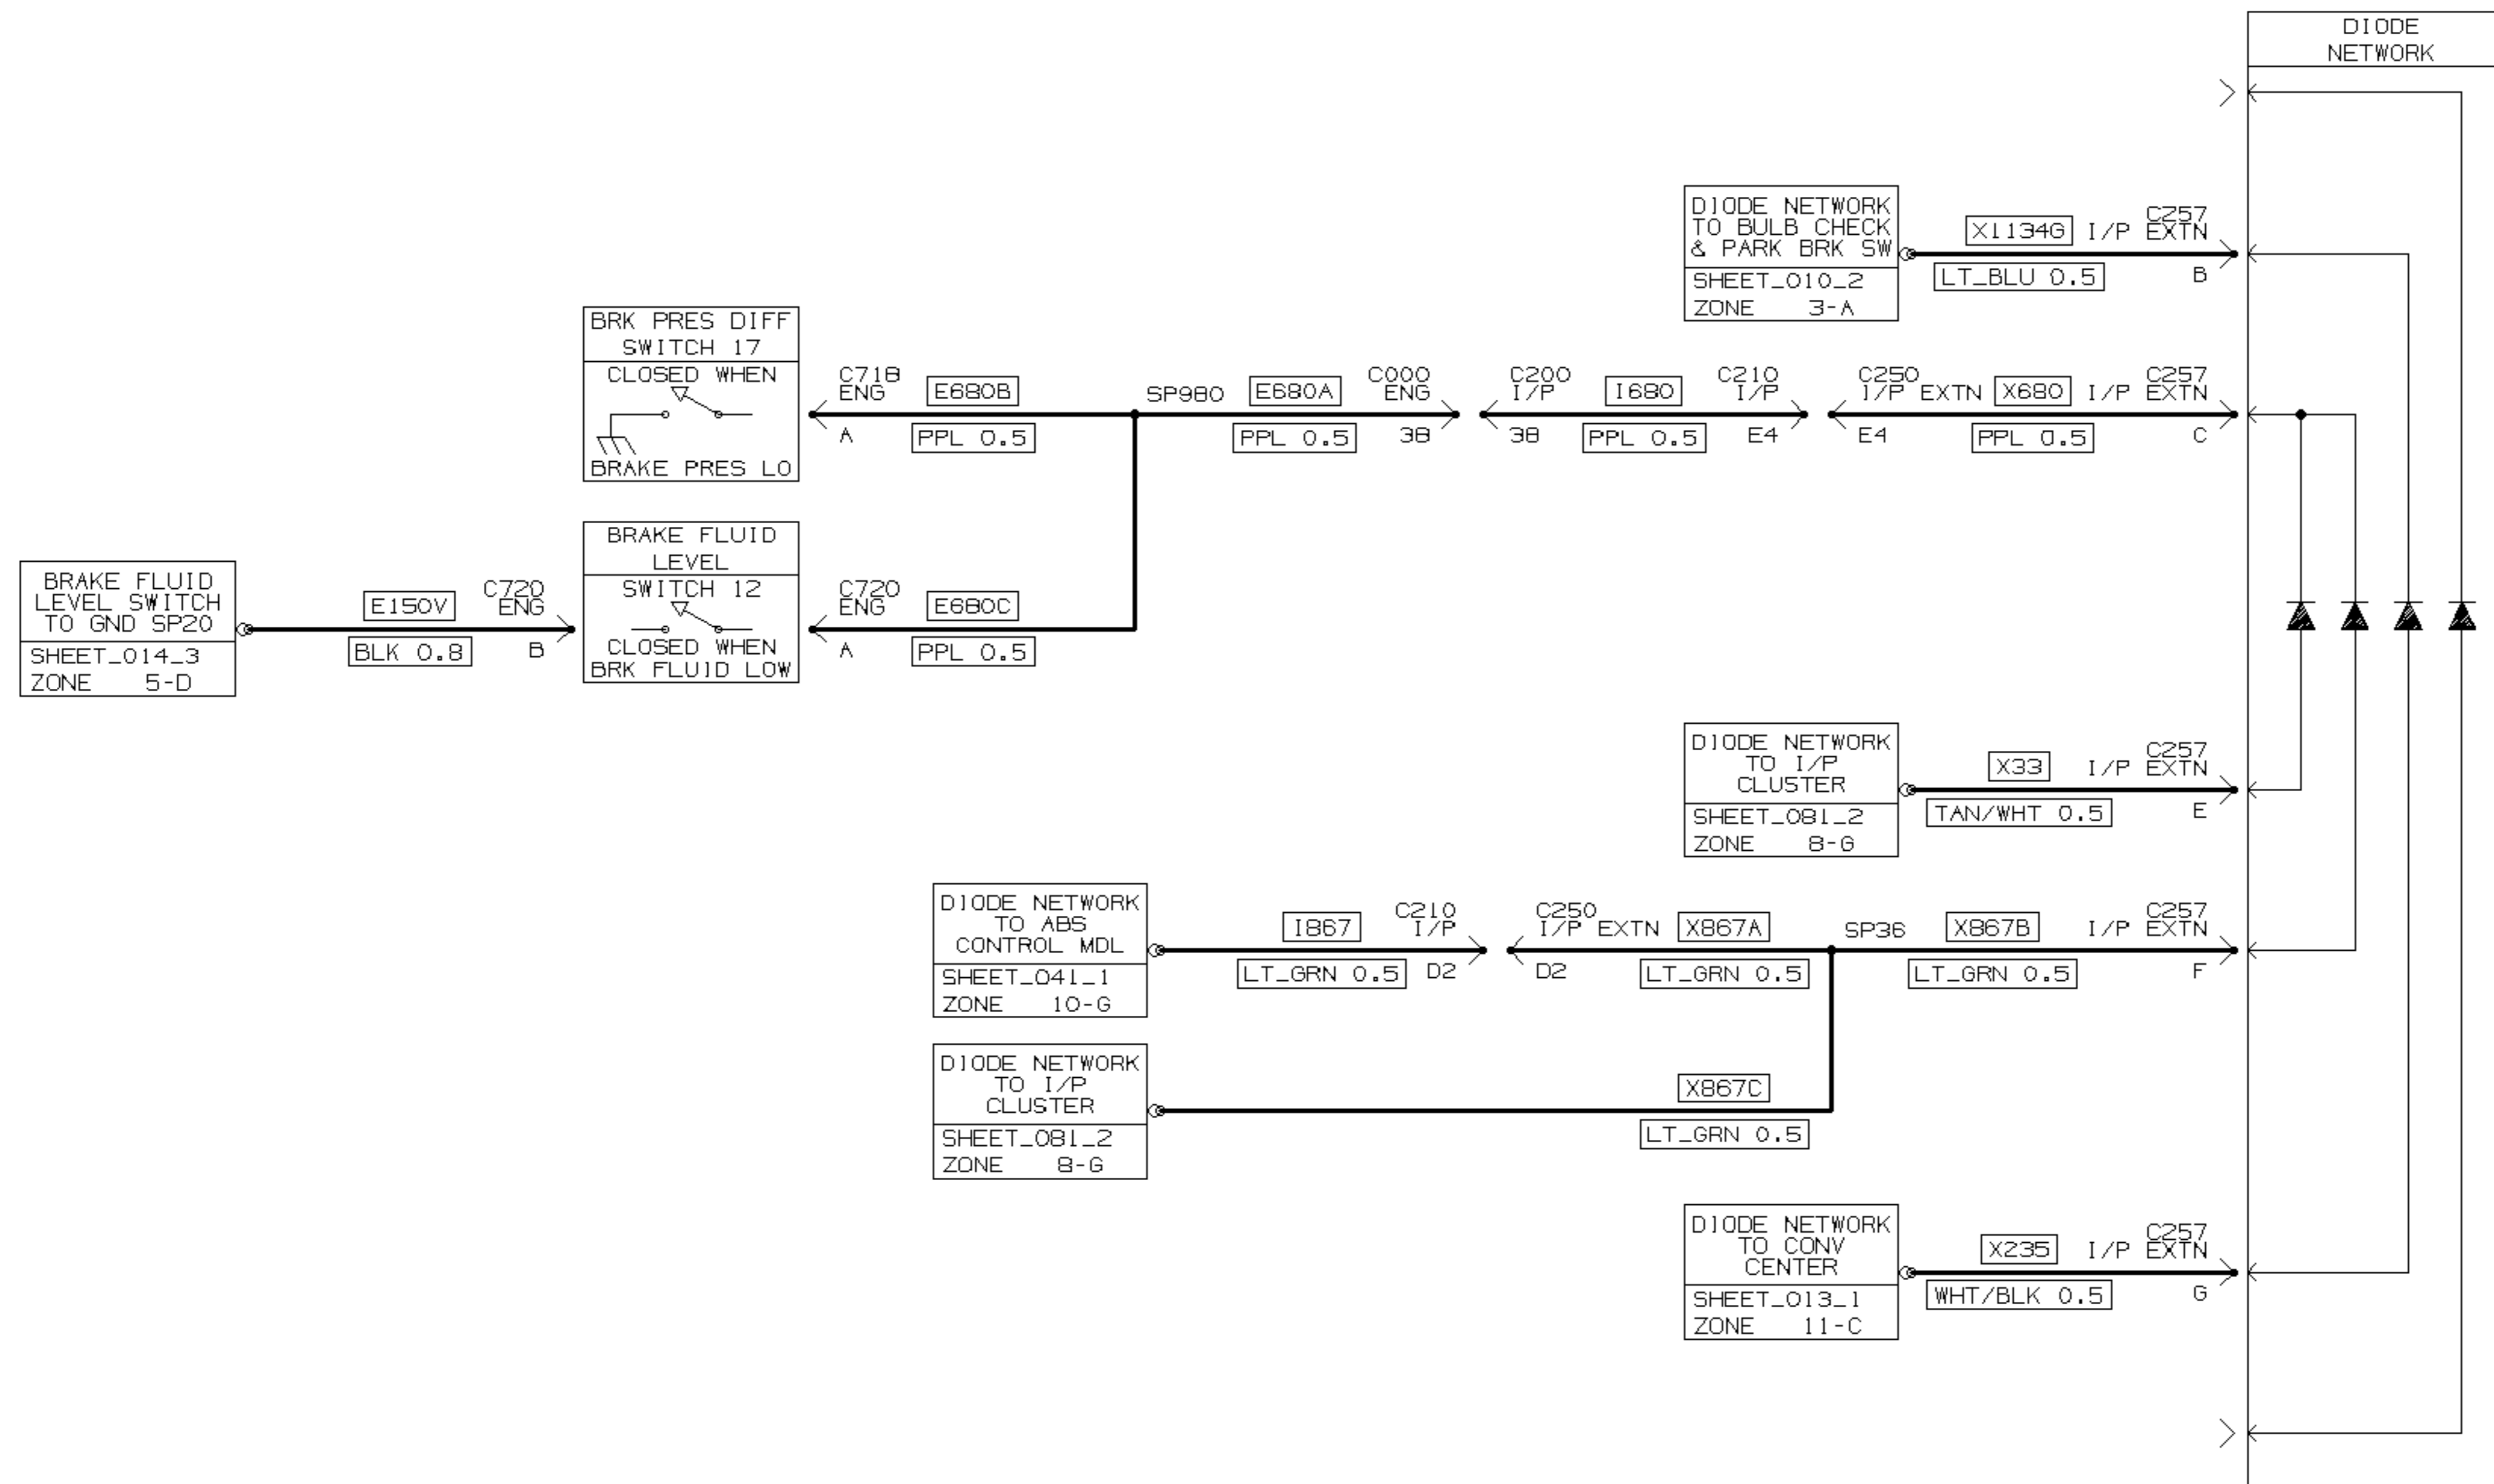 DIODE
NETWORK
DIODE NETWORK
TO BULB CHECK
& PARK BRK SW
SHEET_010_2
ZONE 3-A
X1134G
LT_BLU 0.5
I/P EXTN
C257
B
BRK PRES DIFF
SWITCH 17
CLOSED WHEN
BRAKE PRES LO
C718
ENG
A
E680B
PPL 0.5
SP980
E680A
PPL 0.5
C000
ENG
38
C200
I/P
38
I680
PPL 0.5
C210
I/P
E4
C250
I/P EXTN
E4
X680
PPL 0.5
I/P EXTN
C257
C
BRAKE FLUID
LEVEL SWITCH
TO GND SP20
SHEET_014_3
ZONE 5-D
E150V
BLK 0.8
C720
ENG
B
BRAKE FLUID
LEVEL
SWITCH 12
CLOSED WHEN
BRK FLUID LOW
C720
ENG
A
E680C
PPL 0.5
DIODE NETWORK
TO I/P
CLUSTER
SHEET_081_2
ZONE 8-G
X33
TAN/WHT 0.5
I/P EXTN
C257
E
DIODE NETWORK
TO ABS
CONTROL MDL
SHEET_041_1
ZONE 10-G
I867
LT_GRN 0.5
C210
I/P
D2
C250
I/P EXTN
D2
X867A
LT_GRN 0.5
SP36
X867B
LT_GRN 0.5
I/P EXTN
C257
F
DIODE NETWORK
TO I/P
CLUSTER
SHEET_081_2
ZONE 8-G
X867C
LT_GRN 0.5
DIODE NETWORK
TO CONV
CENTER
SHEET_013_1
ZONE 11-C
X235
WHT/BLK 0.5
I/P EXTN
C257
G